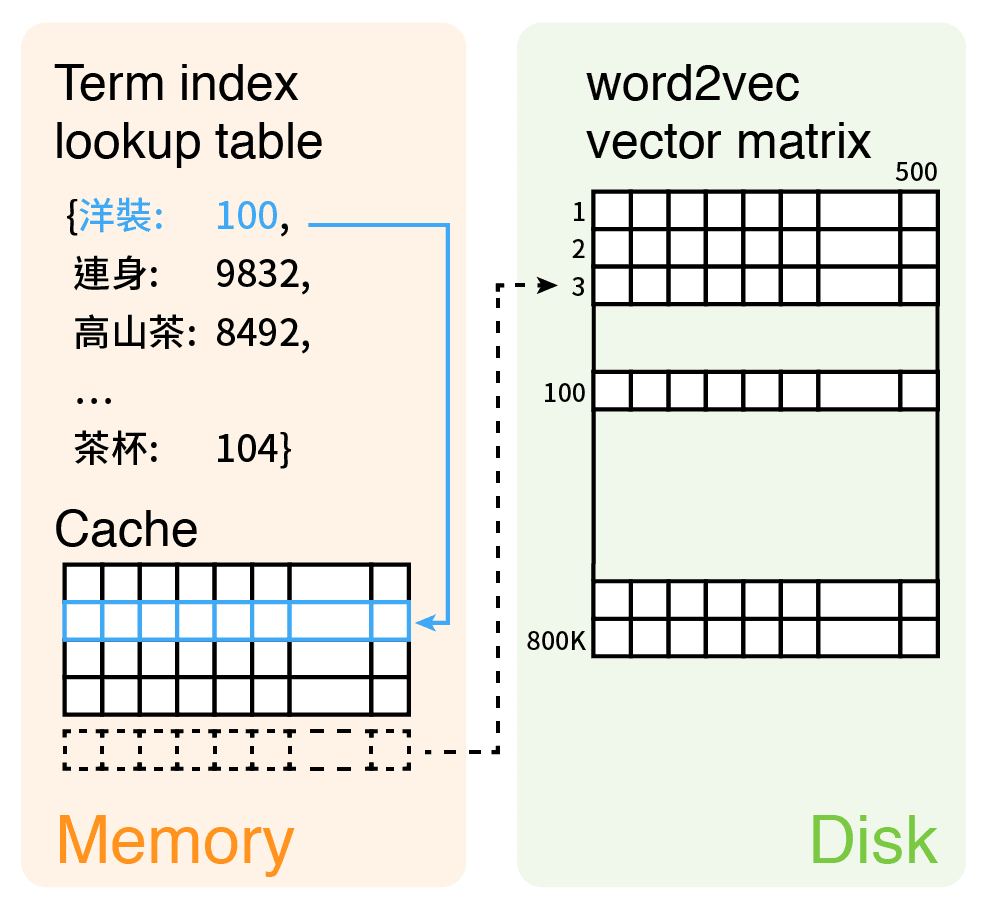 Term index
lookup table
{洋裝: 100,
連身: 9832,
高山茶: 8492,
...
茶杯: 104}
Cache
Memory
word2vec
vector matrix
500
1
2
3
100
800K
Disk